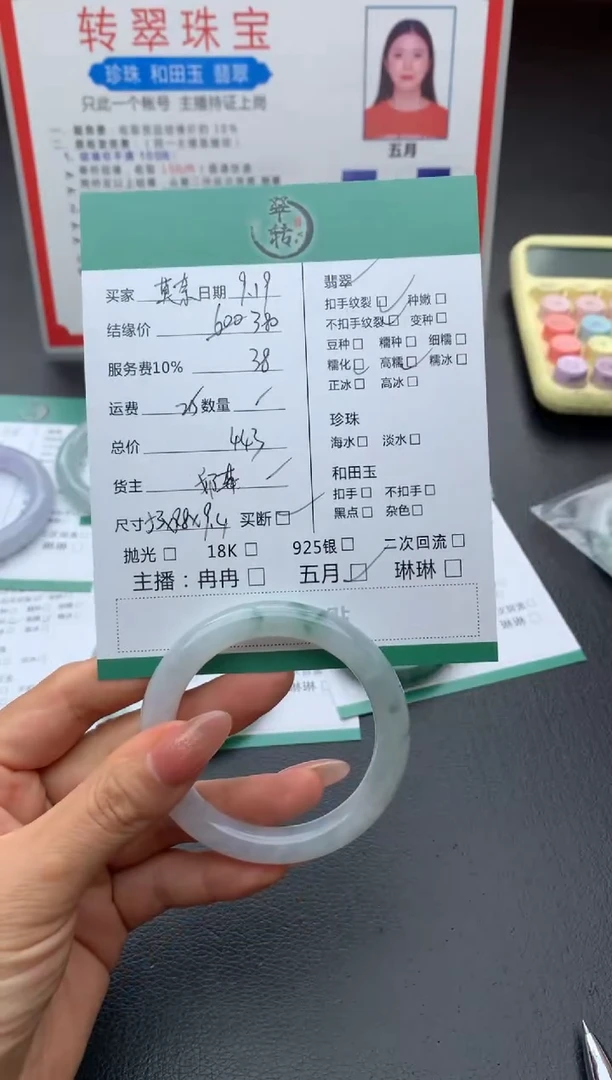 转翠珠宝
珍珠 和田玉 翡翠
只此一个帐号 主播持证上岗
五月
翠转
买家 日期 9.19
结缘价 600 380
服务费10% 38
运费 25 数量
总价 443
货主
尺寸 53x8.8x9.4 买断□
翡翠
扣手纹裂□ 种嫩□
不扣手纹裂□ 变种□
豆种□ 糯种□ 细糯□
糯化□ 高糯□ 糯冰□
正冰□ 高冰□
珍珠
海水□ 淡水□
和田玉
扣手□ 不扣手□
黑点□ 杂色□
抛光□ 18K□ 925银□ 二次回流□
主播：冉冉□ 五月□ 琳琳□